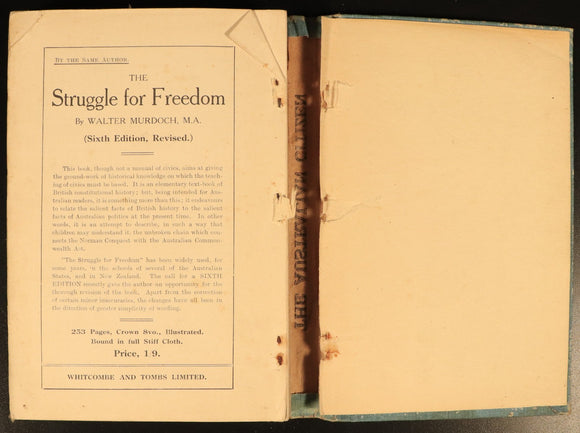 BY THE SAME AUTHOR.
THE
Struggle for Freedom
By WALTER MURDOCH, M.A.
(Sixth Edition, Revised.)
This book, though not a manual of civics, aims at giving
the ground-work of historical knowledge on which the teach-
ing of civics must be based. It is an elementary text-book of
British constitutional history; but, being intended for Aus-
tralian readers, it is something more than this; it endeavours
to relate the salient facts of British history to the salient
facts of Australian politics at the present time. In other
words, it is an attempt to describe, in such a way that
children may understand it, the unbroken chain which con-
nects the Norman Conquest with the Australian Common-
wealth Act.
"The Struggle for Freedom" has been widely used, for
some years, in the schools of several of the Australian
States, and in New Zealand. The call for a SIXTH
EDITION recently gave the author an opportunity for the
thorough revision of the book. Apart from the correction
of certain minor inaccuracies, the changes have all been in
the direction of greater simplicity of wording.
253 Pages, Crown 8vo., Illustrated.
Bound in full Stiff Cloth.
Price, 1/9.
WHITCOMBE AND TOMBS LIMITED.
THE AUSTRALIAN CITIZEN